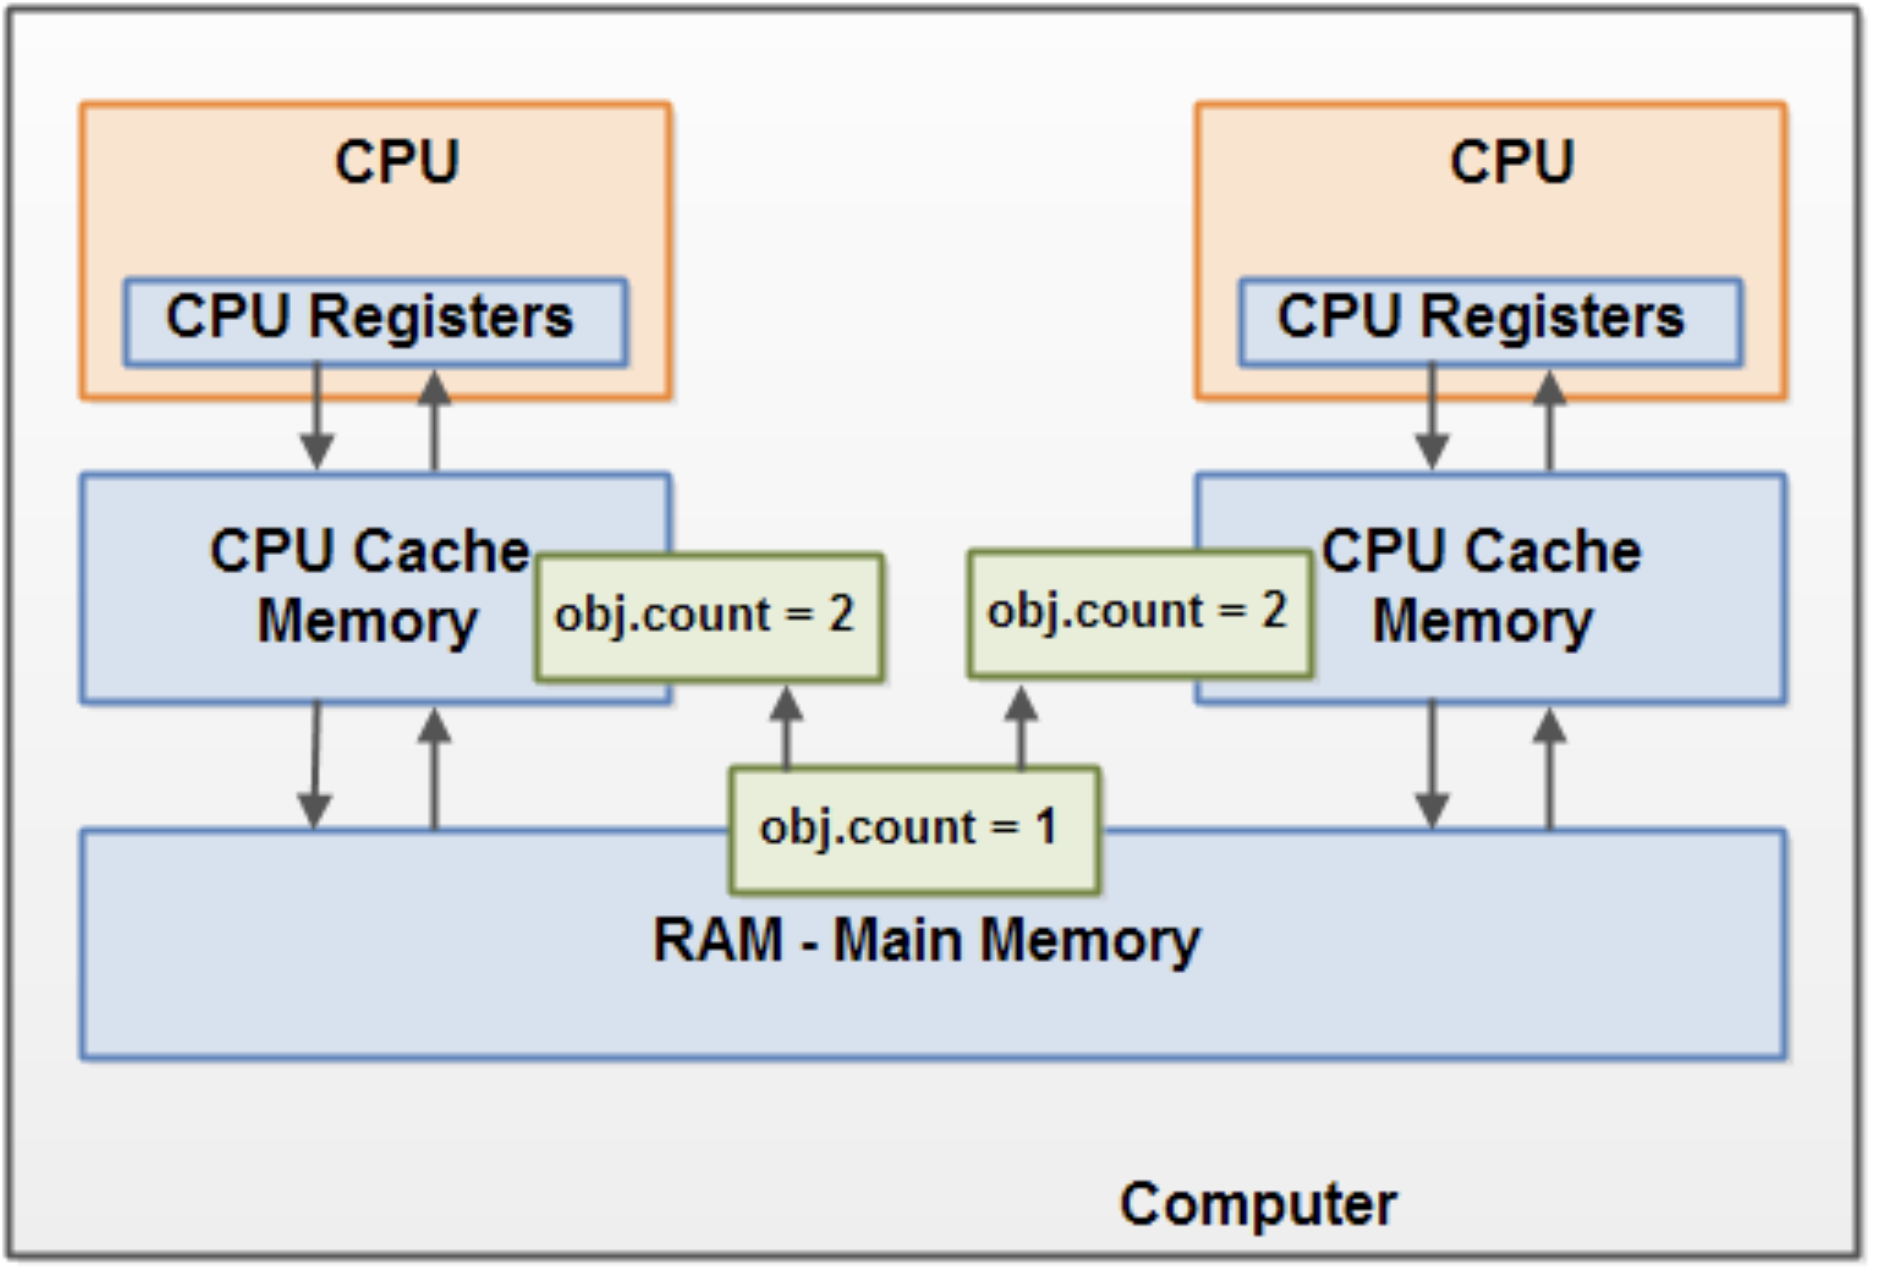 CPU
CPU
CPU Registers
CPU Registers
CPU Cache
Memory
obj.count = 2
obj.count = 2
CPU Cache
Memory
obj.count = 1
RAM - Main Memory
Computer